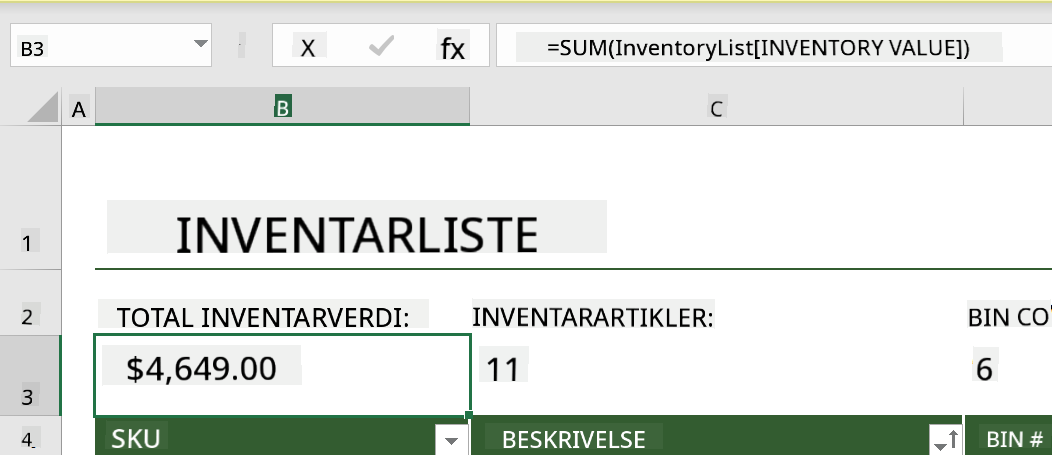 B3 X fx =SUM(InventoryList[INVENTORY VALUE])
A B C
1 INVENTARLISTE
2 TOTAL INVENTARVERDI: INVENTARARTIKLER: BIN CO
3 $4,649.00 11 6
4 SKU BESKRIVELSE BIN #